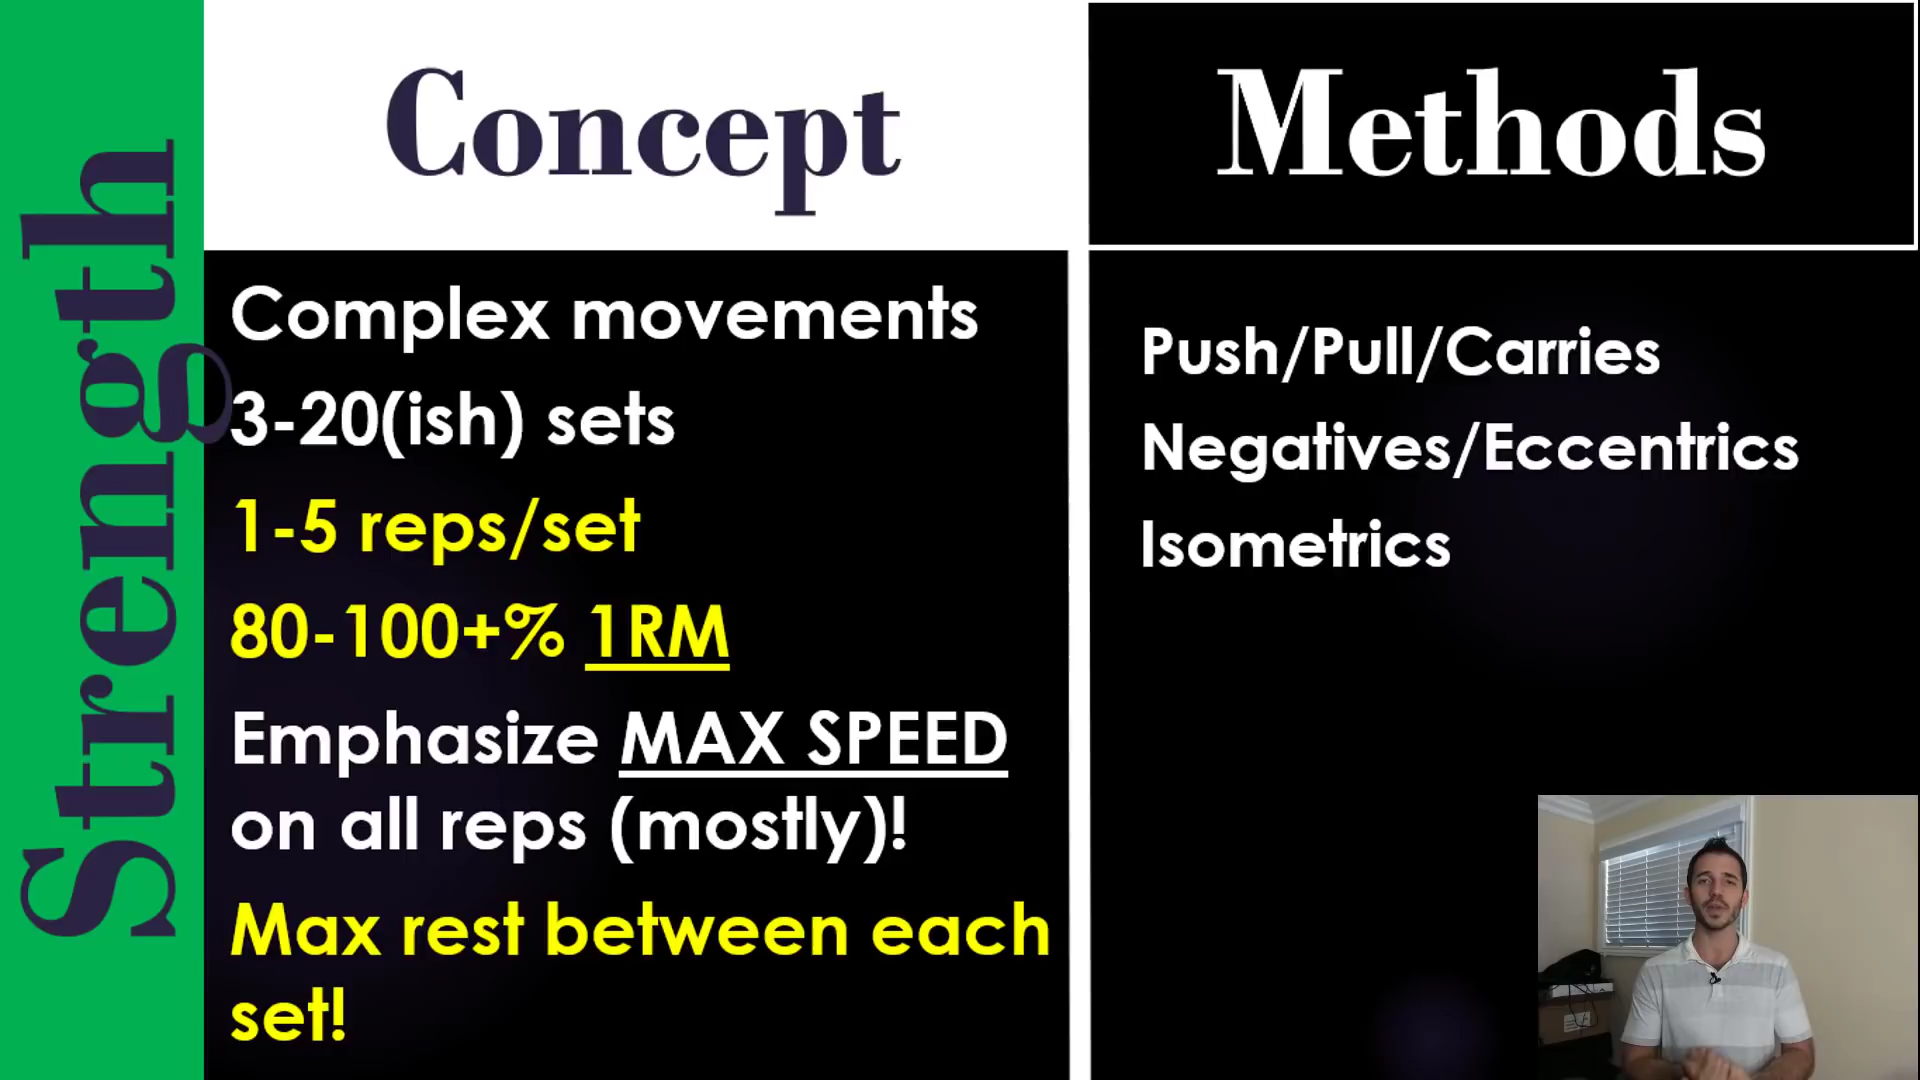 Strength
Concept
Complex movements
3-20(ish) sets
1-5 reps/set
80-100+% 1RM
Emphasize MAX SPEED
on all reps (mostly)!
Max rest between each
set!
Methods
Push/Pull/Carries
Negatives/Eccentrics
Isometrics